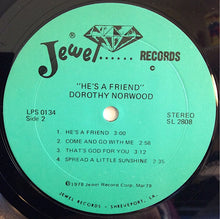 Jewel......® RECORDS
"HE'S A FRIEND"
DOROTHY NORWOOD
LPS 0134
Side 2
STEREO
SL 2808
1 - HE'S A FRIEND 3:00
2 - COME AND GO WITH ME 2:58
3 - THAT'S GOD FOR YOU 3:12
4 - SPREAD A LITTLE SUNSHINE 2:35
©1978 Jewel Record Corp.
JEWEL RECORDS - SHREVEPORT, LA.